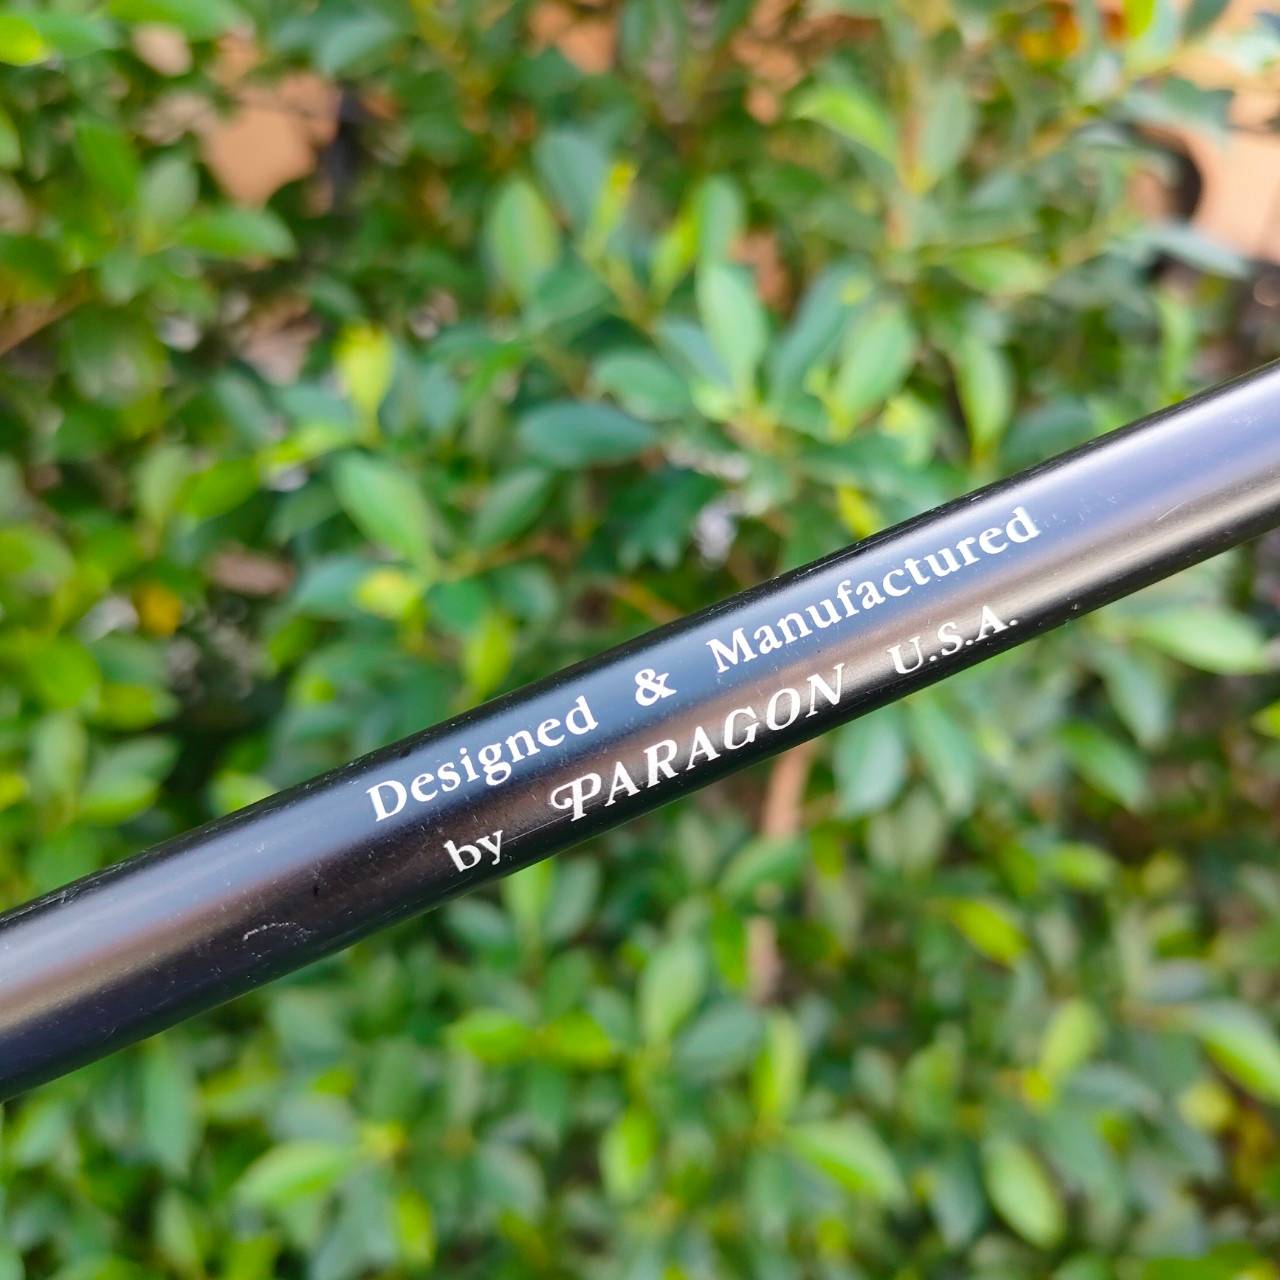 Designed & Manufactured
by PARAGON U.S.A.